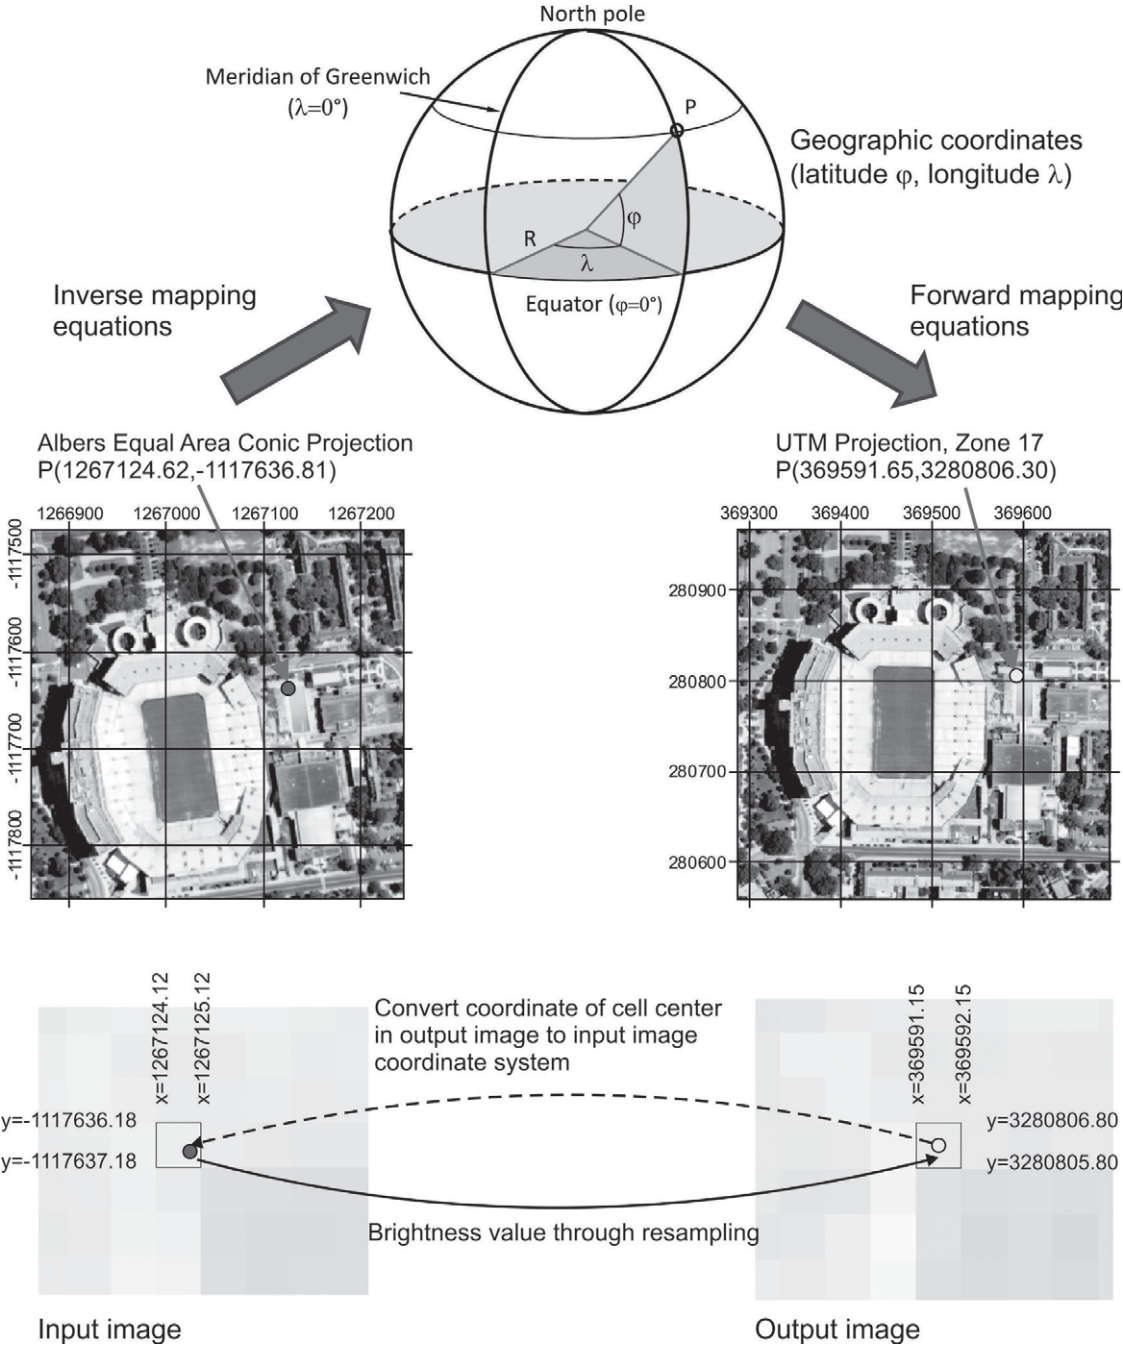 North pole
Meridian of Greenwich
(λ=0°)
P
Geographic coordinates
(latitude φ, longitude λ)
φ
R
λ
Equator (φ=0°)
Inverse mapping
equations
Forward mapping
equations
Albers Equal Area Conic Projection
P(1267124.62,-1117636.81)
UTM Projection, Zone 17
P(369591.65,3280806.30)
1266900 1267000 1267100 1267200
-1117500
-1117600
-1117700
-1117800
369300 369400 369500 369600
280900
280800
280700
280600
x=1267124.12
x=1267125.12
y=-1117636.18
y=-1117637.18
Convert coordinate of cell center
in output image to input image
coordinate system
x=369591.15
x=369592.15
y=3280806.80
y=3280805.80
Brightness value through resampling
Input image
Output image